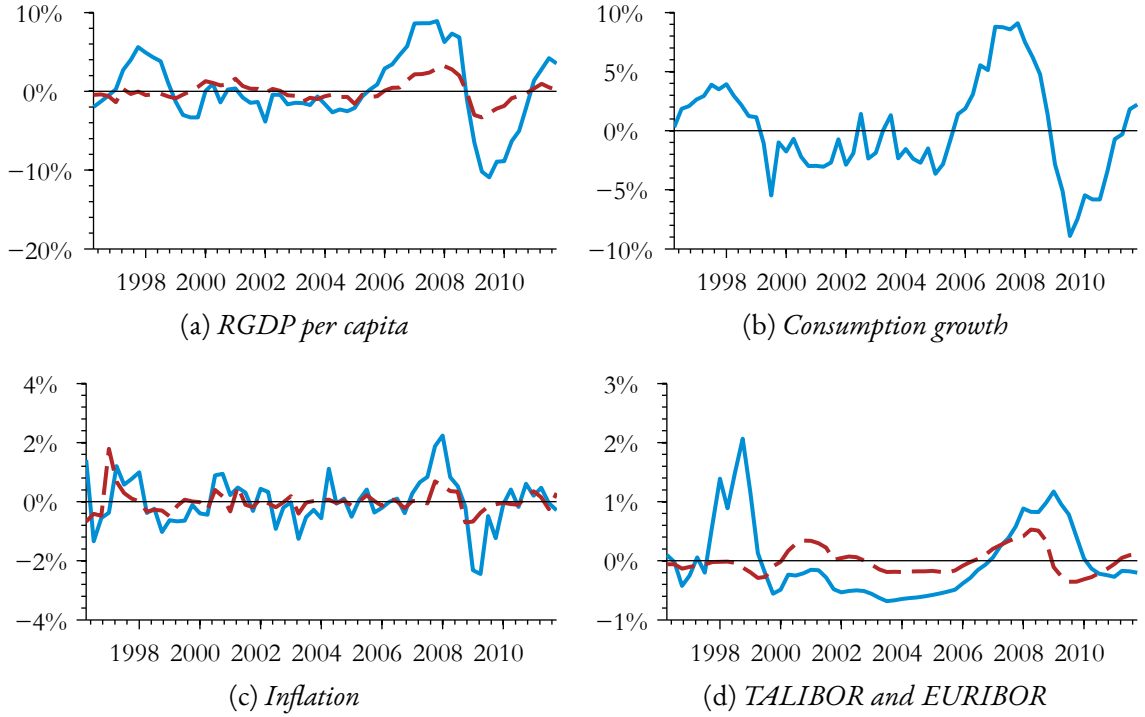 10%
0%
−10%
−20%
1998 2000 2002 2004 2006 2008 2010
(a) RGDP per capita
10%
5%
0%
−5%
−10%
1998 2000 2002 2004 2006 2008 2010
(b) Consumption growth
4%
2%
0%
−2%
−4%
1998 2000 2002 2004 2006 2008 2010
(c) Inflation
3%
2%
1%
0%
−1%
1998 2000 2002 2004 2006 2008 2010
(d) TALIBOR and EURIBOR